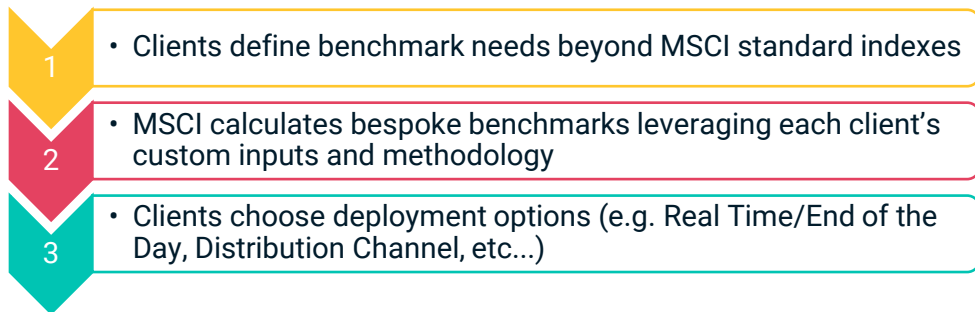 1
• Clients define benchmark needs beyond MSCI standard indexes
2
• MSCI calculates bespoke benchmarks leveraging each client’s
custom inputs and methodology
3
• Clients choose deployment options (e.g. Real Time/End of the
Day, Distribution Channel, etc...)